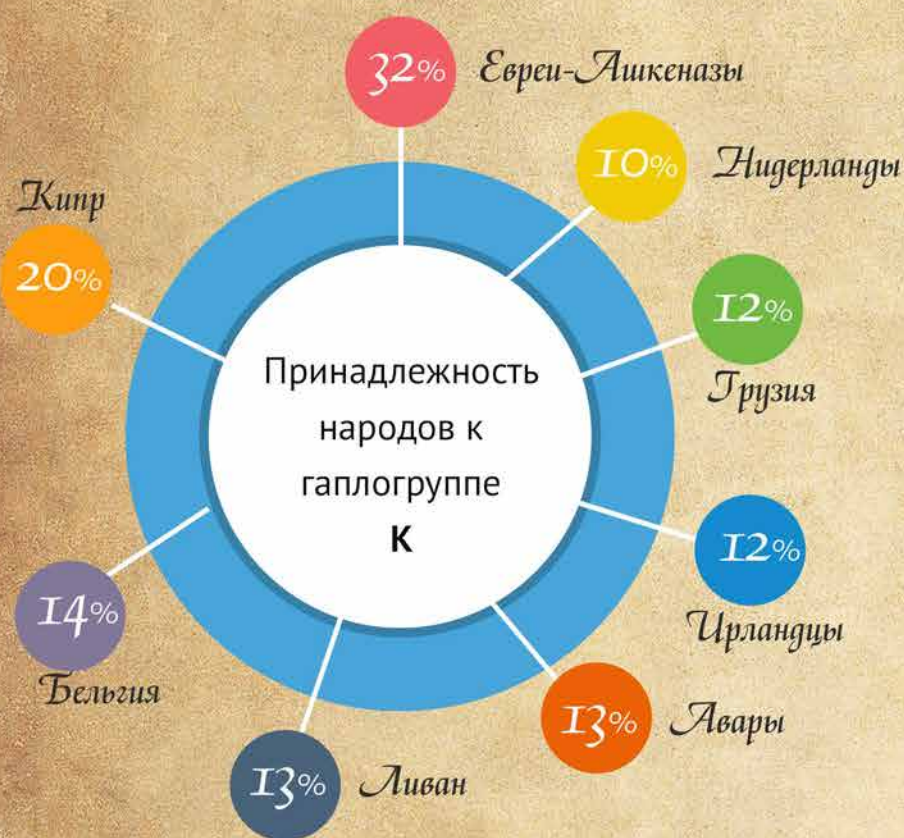 32% Евреи-Ашкеназы
10% Нидерланды
Кипр
20%
12%
Грузия
Принадлежность
народов к
гаплогруппе
К
12%
Ирландцы
14%
Бельгия
13% Авары
13% Ливан